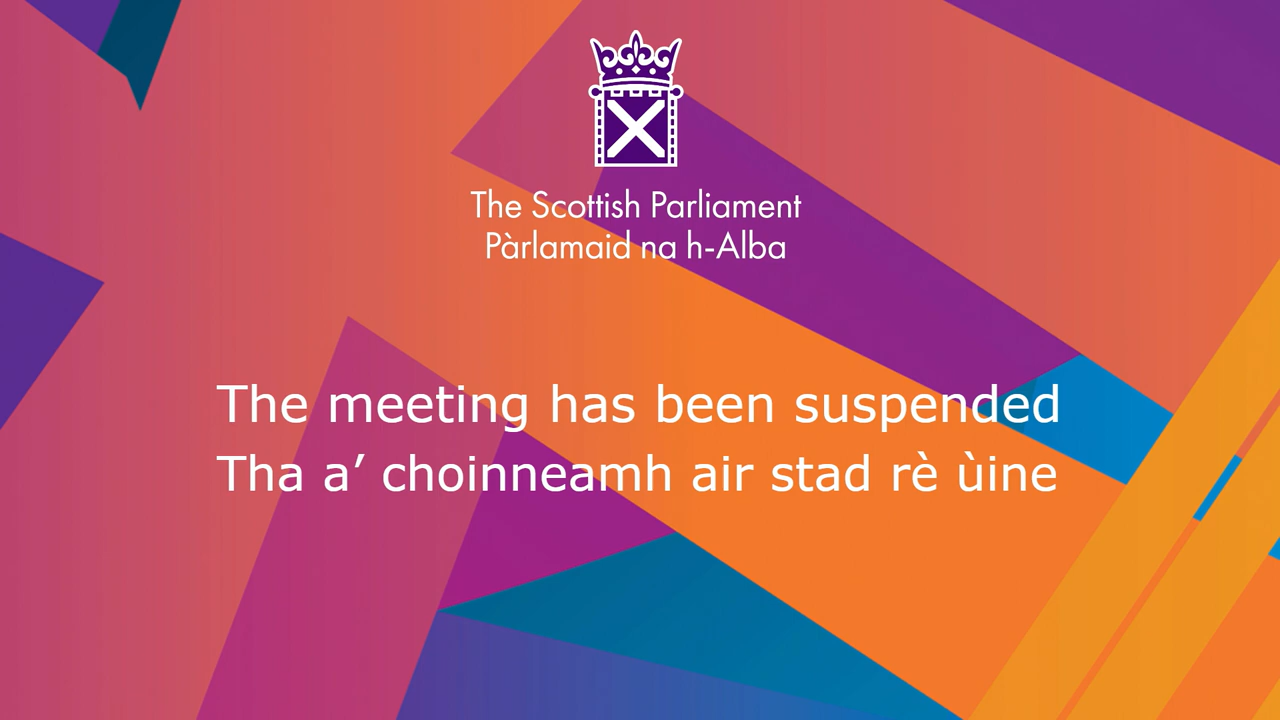 The Scottish Parliament
Pàrlamaid na h-Alba
The meeting has been suspended
Tha a’ choinneamh air stad rè ùine